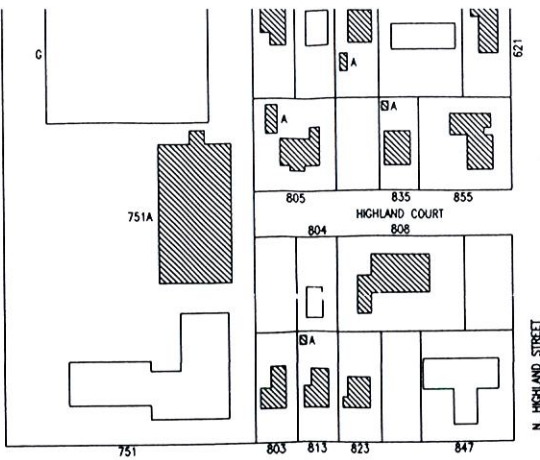 G
A
621
A
A
805
835
855
751A
HIGHLAND COURT
804
808
A
N HIGHLAND STREET
751
803
813
823
847